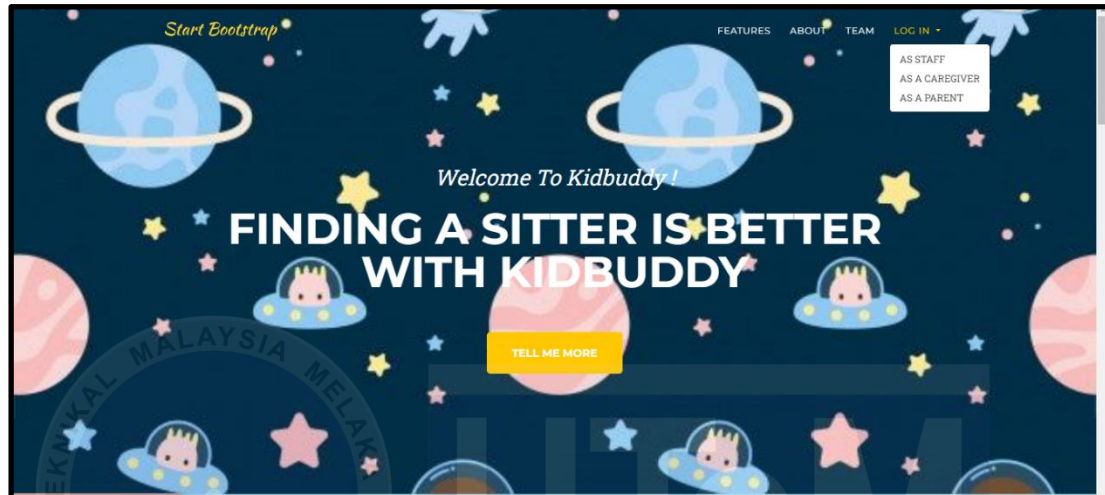 Start Bootstrap
FEATURES ABOUT TEAM LOG IN
AS STAFF
AS A CAREGIVER
AS A PARENT
Welcome To Kidbuddy !
FINDING A SITTER IS BETTER
WITH KIDBUDDY
TELL ME MORE
MALAYSIA